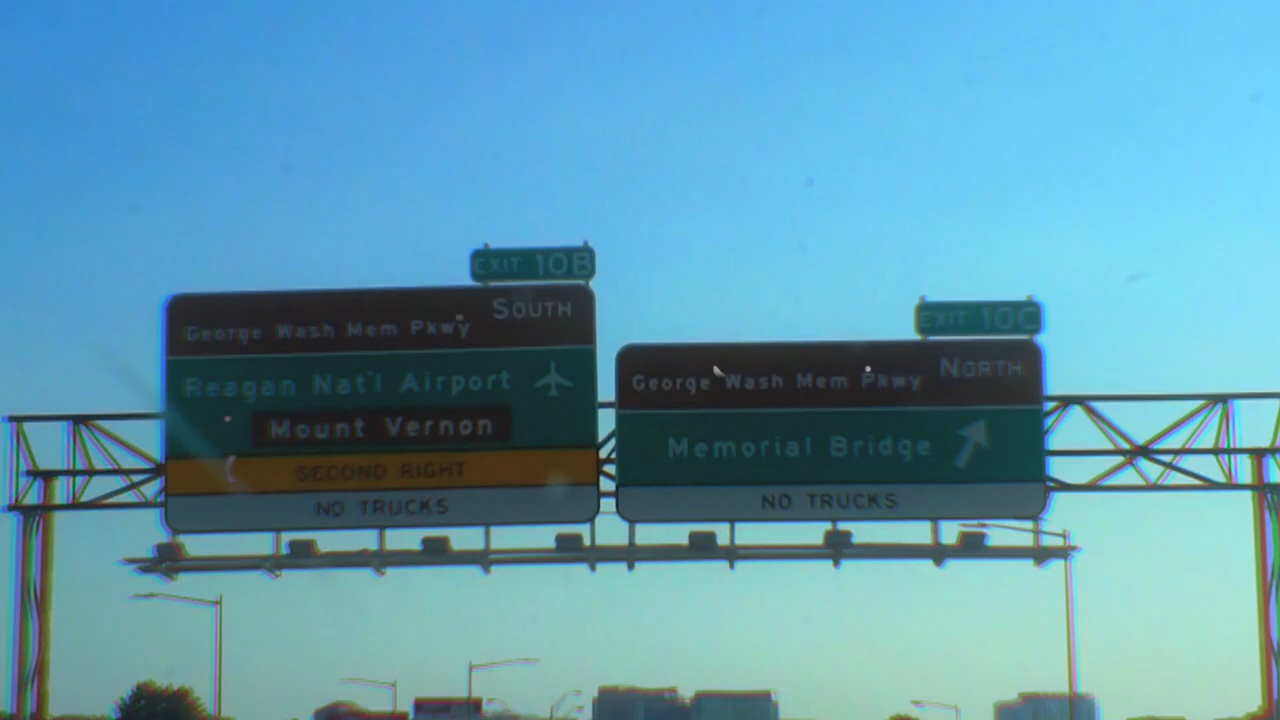 EXIT 10B
SOUTH
George Wash Mem Pkwy
Reagan Nat'l Airport
Mount Vernon
SECOND RIGHT
NO TRUCKS
EXIT 10C
NORTH
George Wash Mem Pkwy
Memorial Bridge
NO TRUCKS